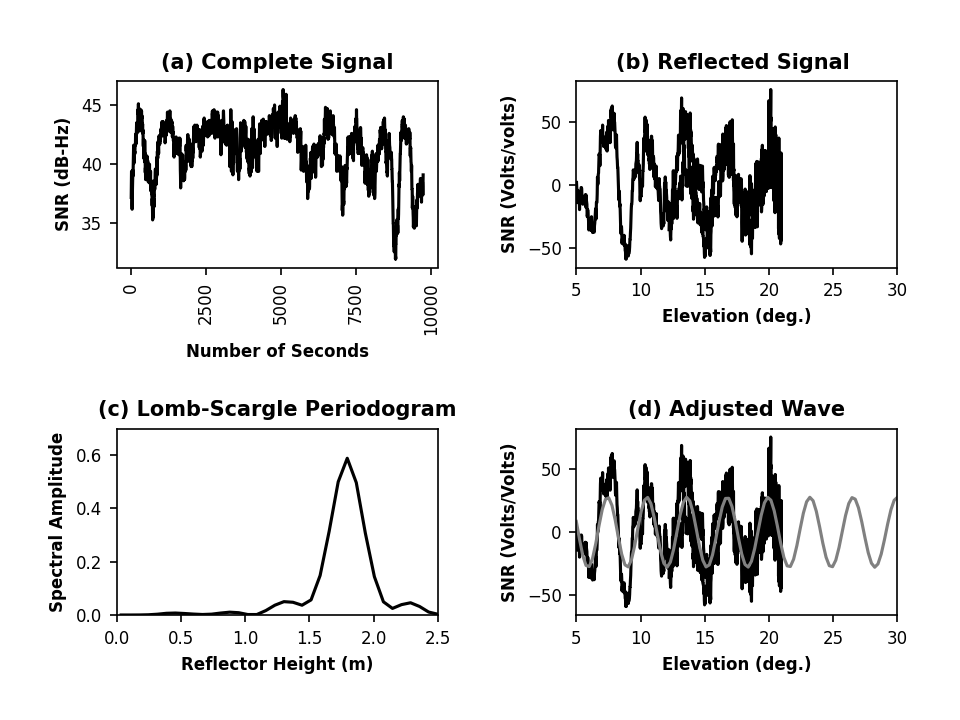 (a) Complete Signal
SNR (dB-Hz)
45
40
35
0
2500
5000
7500
10000
Number of Seconds
(b) Reflected Signal
SNR (Volts/volts)
50
0
−50
5 10 15 20 25 30
Elevation (deg.)
(c) Lomb-Scargle Periodogram
Spectral Amplitude
0.6
0.4
0.2
0.0
0.0 0.5 1.0 1.5 2.0 2.5
Reflector Height (m)
(d) Adjusted Wave
SNR (Volts/Volts)
50
0
−50
5 10 15 20 25 30
Elevation (deg.)